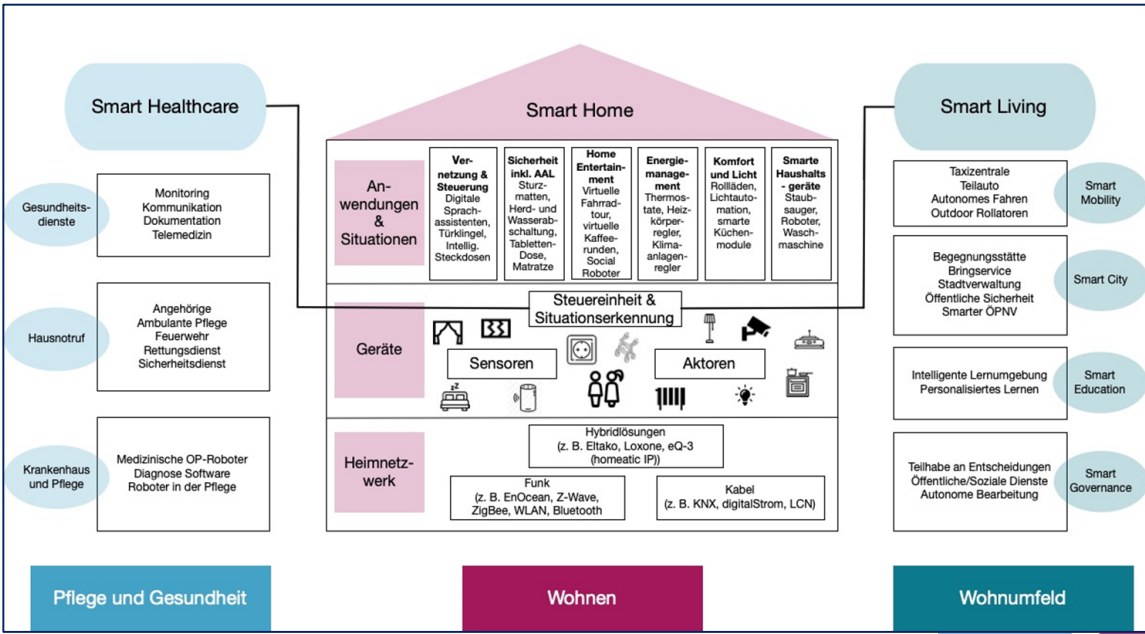 Smart Healthcare
Gesundheits-
dienste
Monitoring
Kommunikation
Dokumentation
Telemedizin
Hausnotruf
Angehörige
Ambulante Pflege
Feuerwehr
Rettungsdienst
Sicherheitsdienst
Krankenhaus
und Pflege
Medizinische OP-Roboter
Diagnose Software
Roboter in der Pflege
Pflege und Gesundheit
Smart Home
An-
wendungen
&
Situationen
Ver-
netzung &
Steuerung
Digitale
Sprach-
assistenten,
Türklingel,
Intellig.
Steckdosen
Sicherheit
inkl. AAL
Sturz-
matten,
Herd- und
Wasserab-
schaltung,
Tabletten-
Dose,
Matratze
Home
Entertain-
ment
Virtuelle
Fahrrad-
tour,
virtuelle
Kaffee-
runden,
Social
Roboter
Energie-
manage-
ment
Thermos-
tate, Heiz-
körper-
regler,
Klima-
anlagen-
regler
Komfort
und Licht
Rollläden,
Lichtauto-
mation,
smarte
Küchen-
module
Smarte
Haushalts
- geräte
Staub-
sauger,
Roboter,
Wasch-
maschine
Geräte
Steuereinheit &
Situationserkennung
Sensoren
Aktoren
zZ
Heimnetz-
werk
Hybridlösungen
(z. B. Eltako, Loxone, eQ-3
(homeatic IP))
Funk
(z. B. EnOcean, Z-Wave,
ZigBee, WLAN, Bluetooth
Kabel
(z. B. KNX, digitalStrom, LCN)
Wohnen
Smart Living
Taxizentrale
Teilauto
Autonomes Fahren
Outdoor Rollatoren
Smart
Mobility
Begegnungsstätte
Bringservice
Stadtverwaltung
Öffentliche Sicherheit
Smarter ÖPNV
Smart City
Intelligente Lernumgebung
Personalisiertes Lernen
Smart
Education
Teilhabe an Entscheidungen
Öffentliche/Soziale Dienste
Autonome Bearbeitung
Smart
Governance
Wohnumfeld